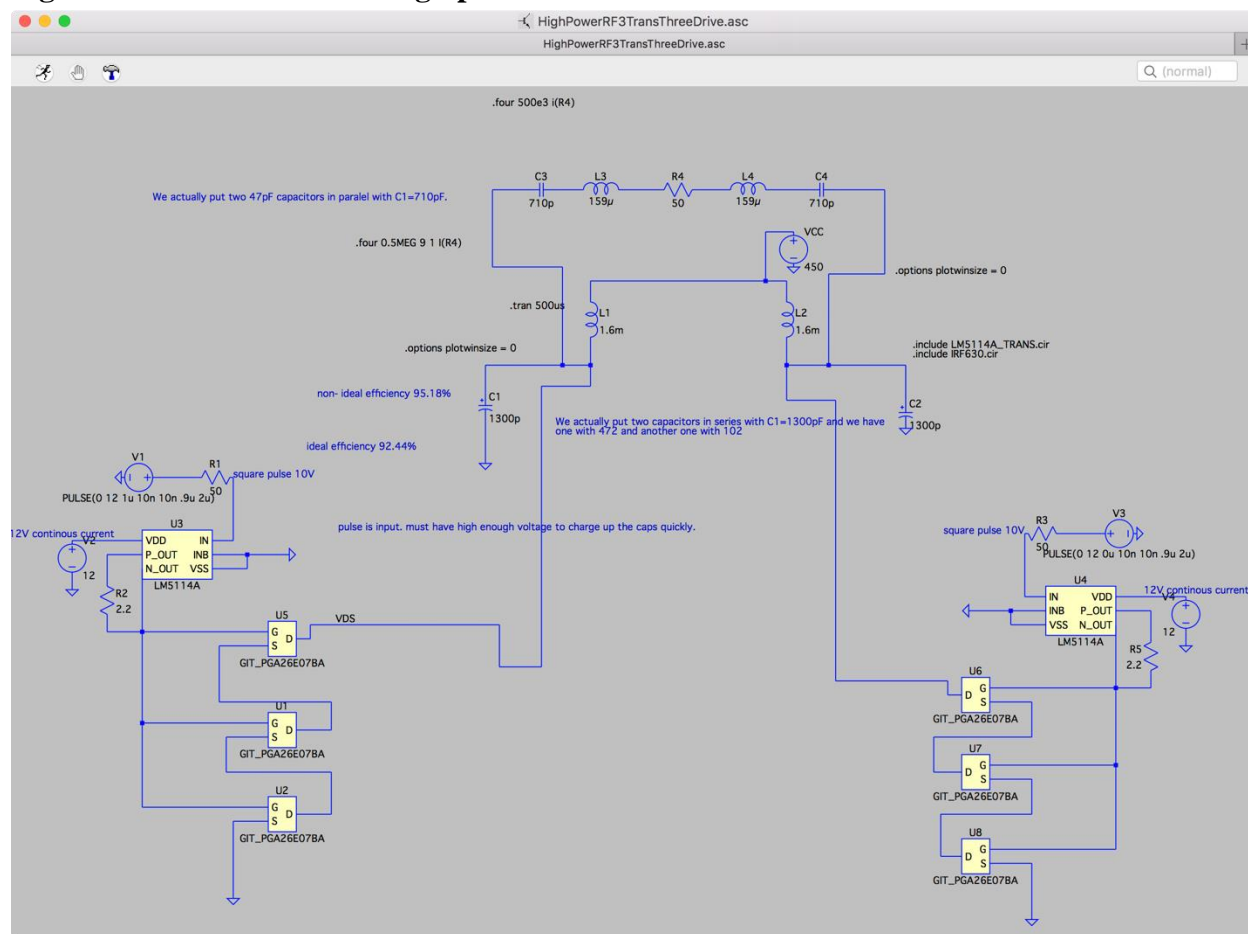 HighPowerRF3TransThreeDrive.asc
HighPowerRF3TransThreeDrive.asc
(normal)
.four 500e3 i(R4)
C3
L3
R4
L4
C4
710p
159µ
50
159µ
710p
We actually put two 47pF capacitors in paralel with C1=710pF.
VCC
450
.four 0.5MEG 9 1 I(R4)
.options plotwinsize = 0
.tran 500us
L1
1.6m
L2
1.6m
.include LM5114A_TRANS.cir
.include IRF630.cir
.options plotwinsize = 0
non- ideal efficiency 95.18%
C1
1300p
C2
1300p
We actually put two capacitors in series with C1=1300pF and we have
one with 472 and another one with 102
ideal efficiency 92.44%
V1
R1
50
square pulse 10V
PULSE(0 12 1u 10n 10n .9u 2u)
pulse is input. must have high enough voltage to charge up the caps quickly.
12V continous current
V2
12
U3
VDD IN
P_OUT INB
N_OUT VSS
LM5114A
R2
2.2
square pulse 10V
R3
50
V3
PULSE(0 12 0u 10n 10n .9u 2u)
U4
IN VDD
INB P_OUT
VSS N_OUT
LM5114A
12V continous current
V4
12
R5
2.2
U5
VDS
G
D
S
GIT_PGA26E07BA
U1
G
D
S
GIT_PGA26E07BA
U2
G
D
S
GIT_PGA26E07BA
U6
G
D
S
GIT_PGA26E07BA
U7
G
D
S
GIT_PGA26E07BA
U8
G
D
S
GIT_PGA26E07BA